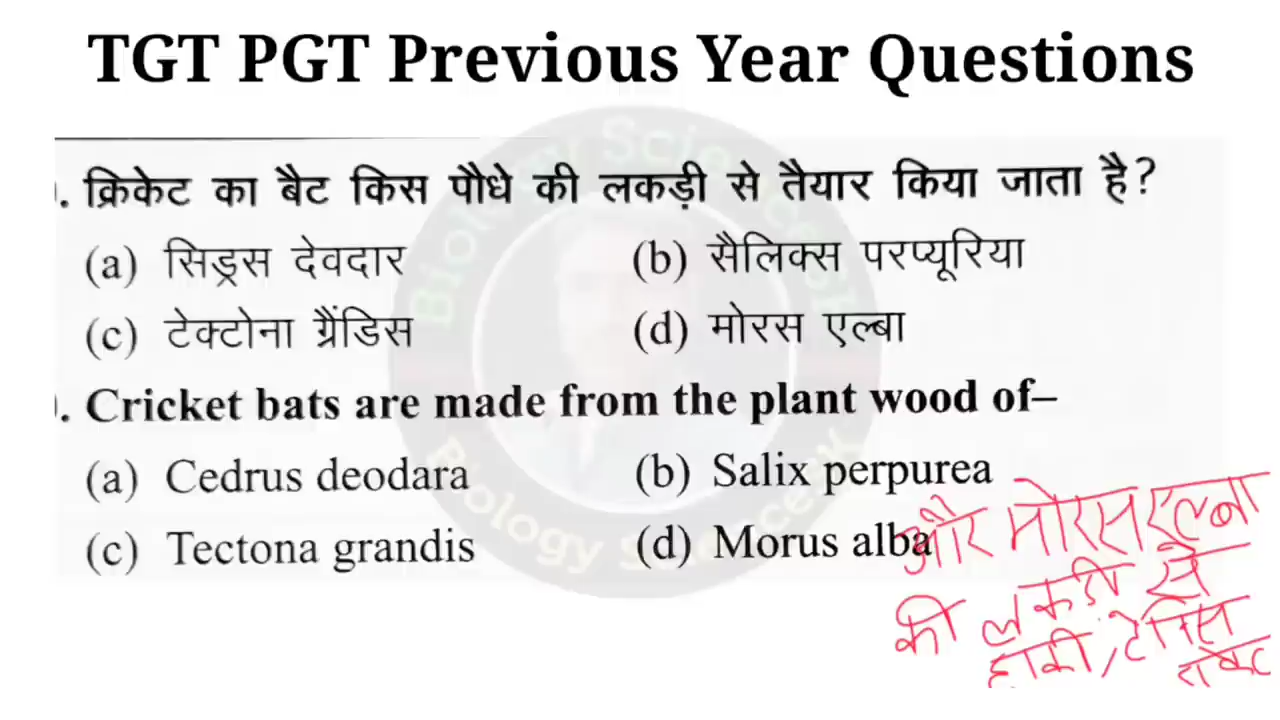 TGT PGT Previous Year Questions
. क्रिकेट का बैट किस पौधे की लकड़ी से तैयार किया जाता है?
(a) सिड्रस देवदार (b) सैलिक्स परप्यूरिया
(c) टेक्टोना ग्रैंडिस (d) मोरस एल्बा
. Cricket bats are made from the plant wood of–
(a) Cedrus deodara (b) Salix perpurea
(c) Tectona grandis (d) Morus alba
और मोरस एल्बा
की लकडी से
हाकी, टेनिस